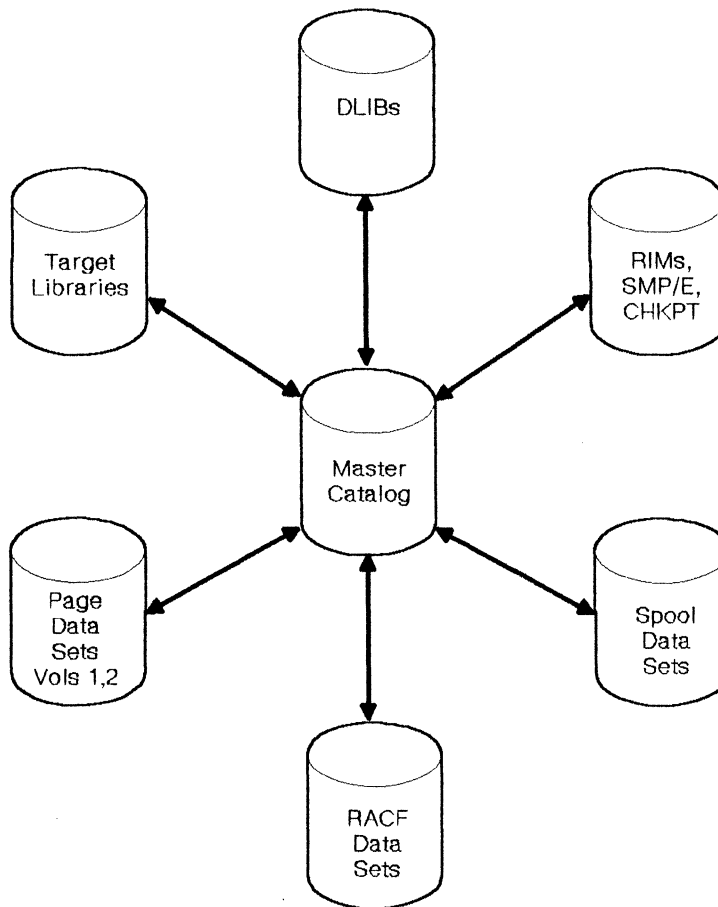 DLIBs
Target
Libraries
RIMs,
SMP/E,
CHKPT
Master
Catalog
Page
Data
Sets
Vols 1,2
Spool
Data
Sets
RACF
Data
Sets